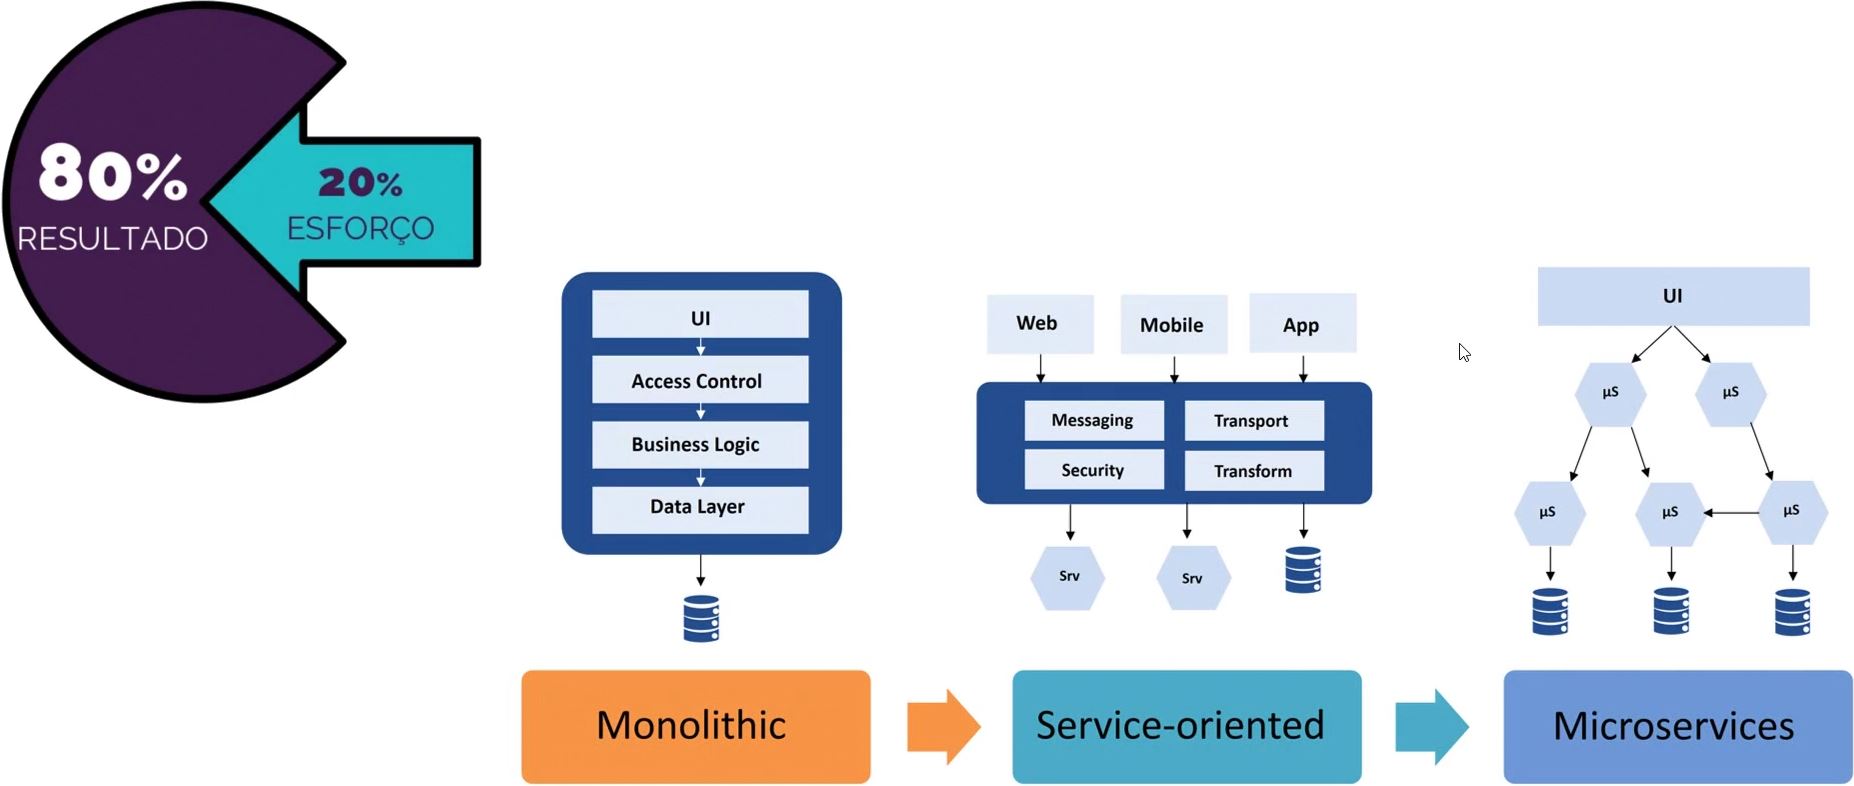 80%
RESULTADO
20%
ESFORÇO
UI
Access Control
Business Logic
Data Layer
Monolithic
Web
Mobile
App
Messaging
Transport
Security
Transform
Srv
Srv
Service-oriented
UI
µS
µS
µS
µS
µS
Microservices